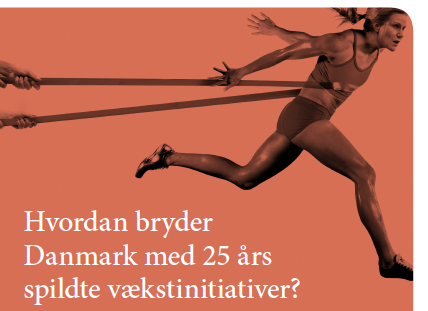 Hvordan bryder
Danmark med 25 års
spildte vækstinitiativer?